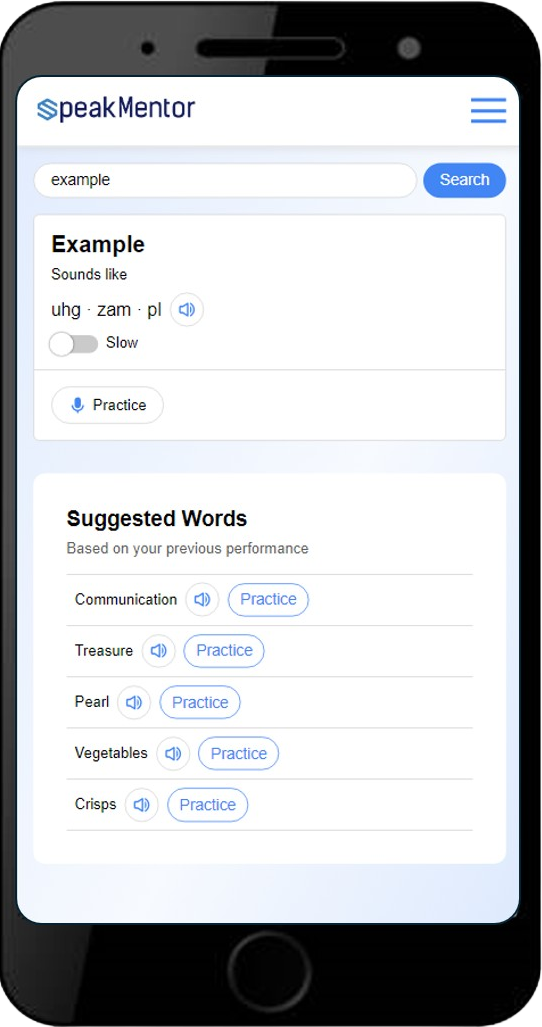 SpeakMentor
example
Search
Example
Sounds like
uhg · zam · pl
Slow
Practice
Suggested Words
Based on your previous performance
Communication Practice
Treasure Practice
Pearl Practice
Vegetables Practice
Crisps Practice